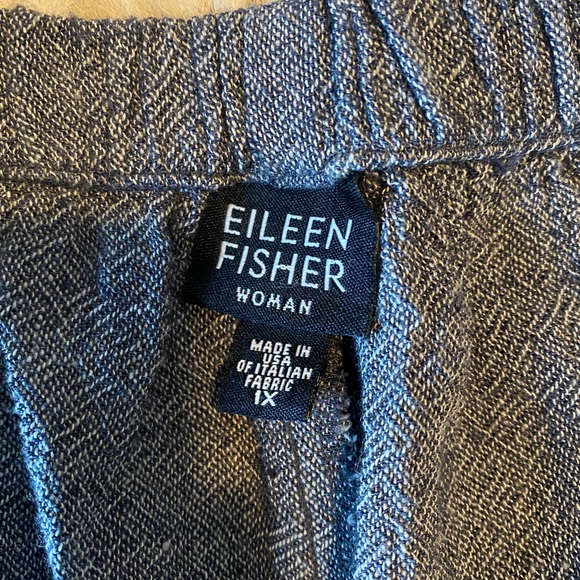 EILEEN
FISHER
WOMAN
MADE IN
USA
OF ITALIAN
FABRIC
1X